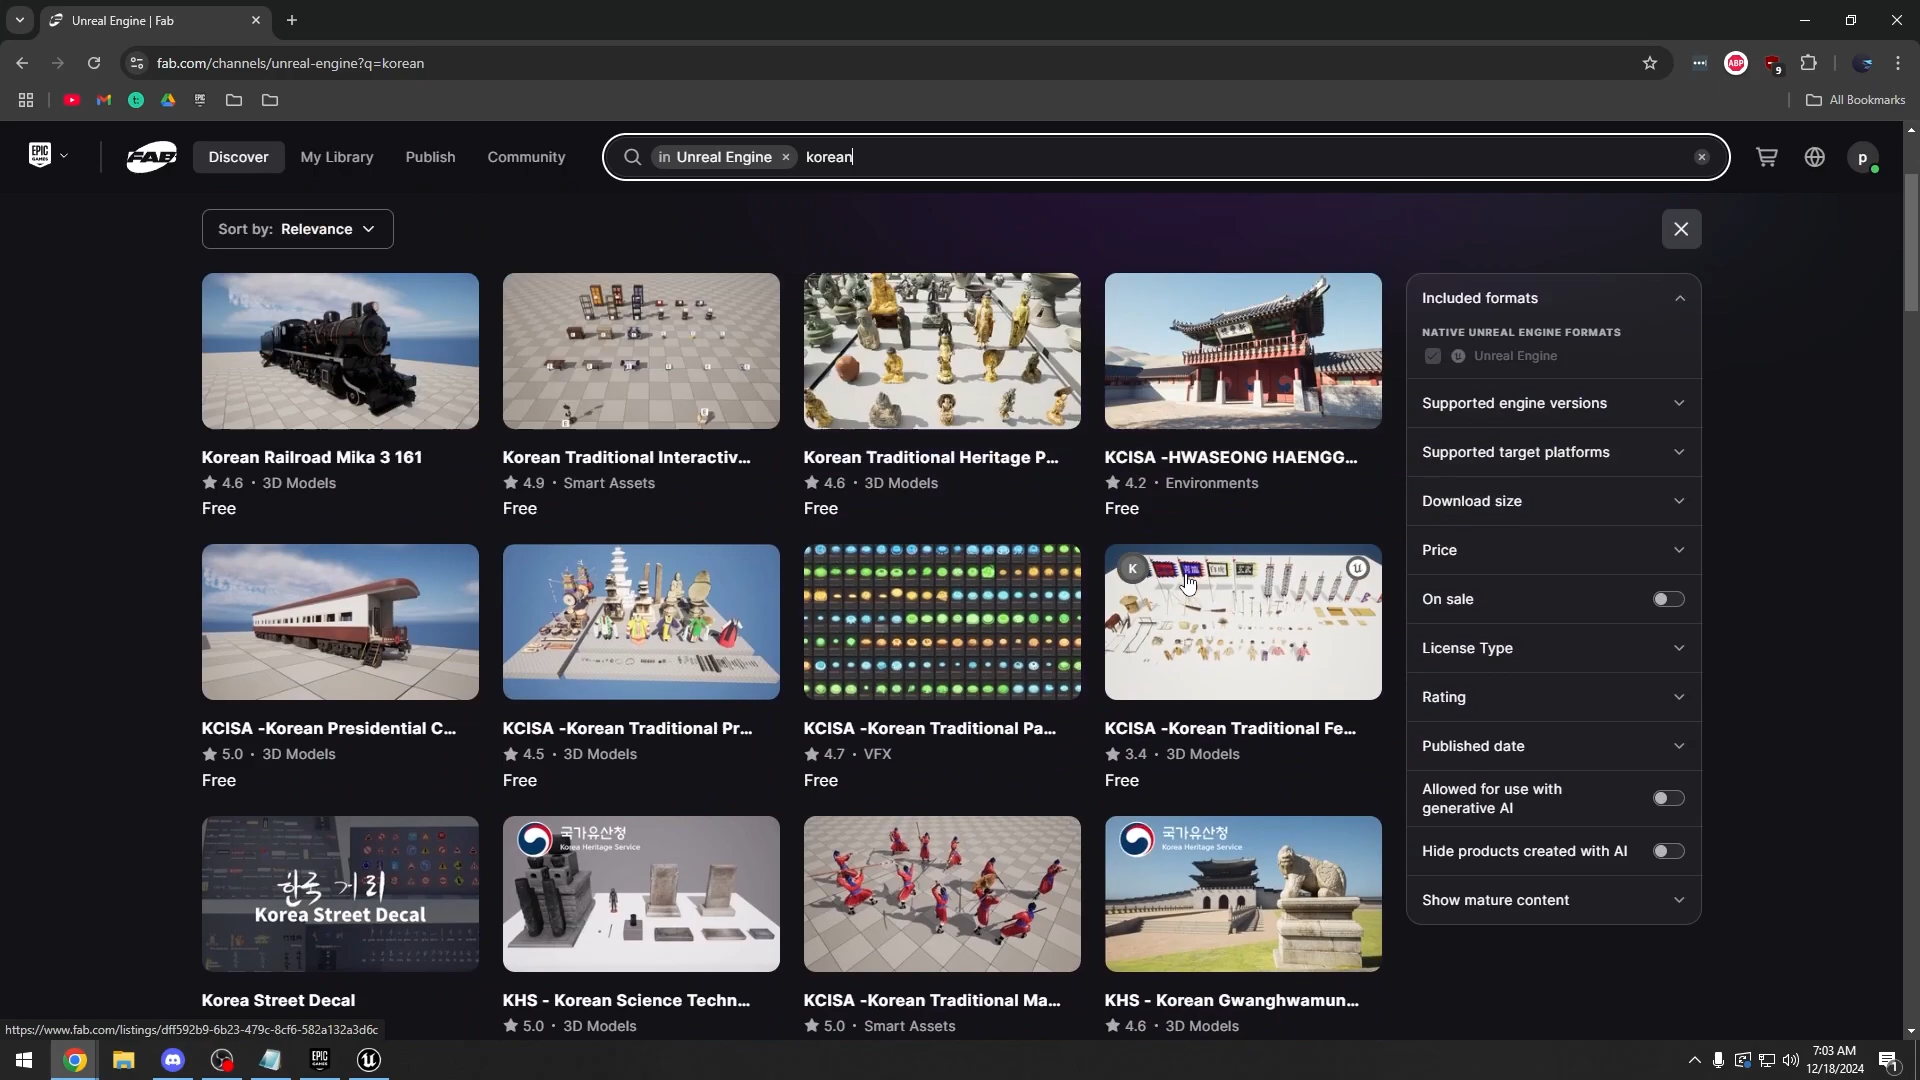 Unreal Engine | Fab
fab.com/channels/unreal-engine?q=korean
ABP
9
EPIC
All Bookmarks
EPIC
GAMES
FAB
Discover
My Library
Publish
Community
in Unreal Engine
korean
p
Sort by: Relevance
Korean Railroad Mika 3 161
4.6 · 3D Models
Free
Korean Traditional Interactiv...
4.9 · Smart Assets
Free
Korean Traditional Heritage P...
4.6 · 3D Models
Free
KCISA -HWASEONG HAENGG...
4.2 · Environments
Free
K
KCISA -Korean Presidential C...
5.0 · 3D Models
Free
KCISA -Korean Traditional Pr...
4.5 · 3D Models
Free
KCISA -Korean Traditional Pa...
4.7 · VFX
Free
KCISA -Korean Traditional Fe...
3.4 · 3D Models
Free
한국 거리
Korea Street Decal
국가유산청
Korea Heritage Service
국가유산청
Korea Heritage Service
Korea Street Decal
KHS - Korean Science Techn...
5.0 · 3D Models
KCISA -Korean Traditional Ma...
5.0 · Smart Assets
KHS - Korean Gwanghwamun...
4.6 · 3D Models
Included formats
NATIVE UNREAL ENGINE FORMATS
Unreal Engine
Supported engine versions
Supported target platforms
Download size
Price
On sale
License Type
Rating
Published date
Allowed for use with
generative AI
Hide products created with AI
Show mature content
https://www.fab.com/listings/dff592b9-6b23-479c-8cf6-582a132a3d6c
EPIC
GAMES
7:03 AM
12/18/2024
1